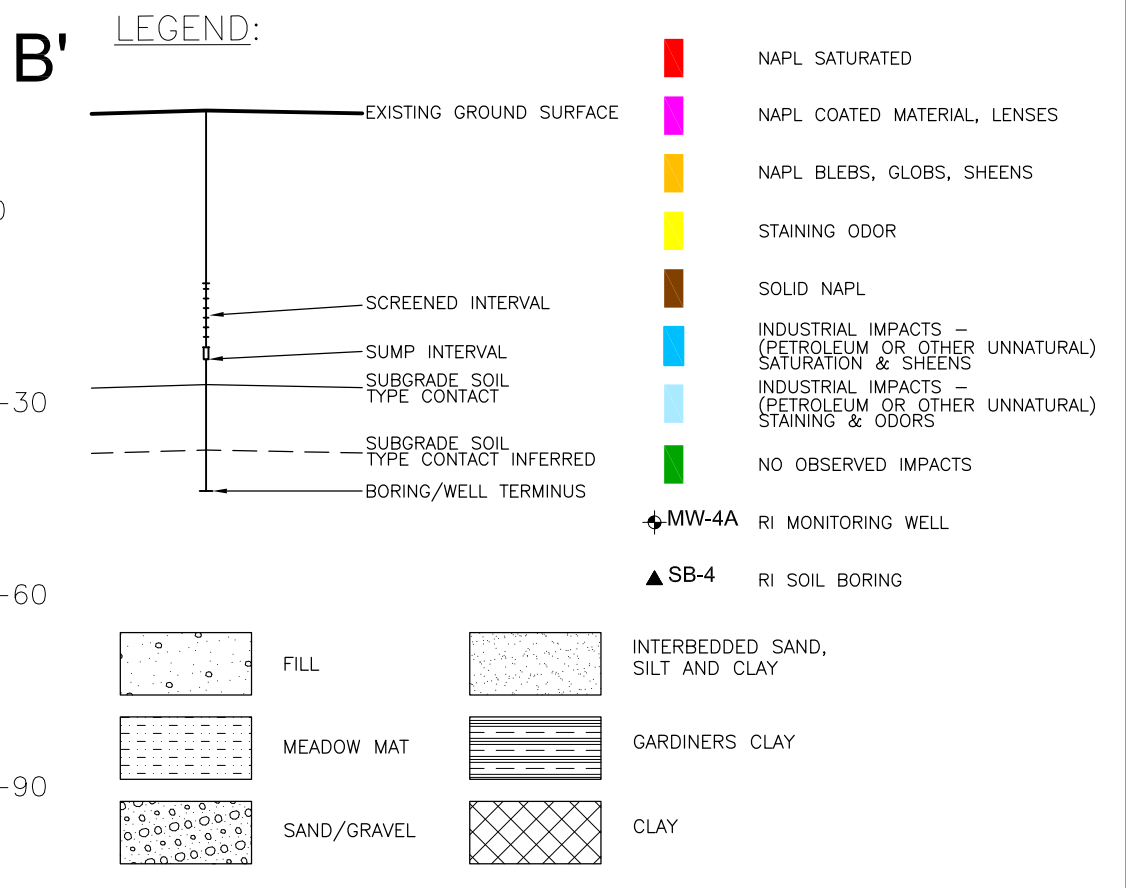 LEGEND:
B'
EXISTING GROUND SURFACE
SCREENED INTERVAL
SUMP INTERVAL
SUBGRADE SOIL
TYPE CONTACT
SUBGRADE SOIL
TYPE CONTACT INFERRED
BORING/WELL TERMINUS
0
-30
-60
-90
NAPL SATURATED
NAPL COATED MATERIAL, LENSES
NAPL BLEBS, GLOBS, SHEENS
STAINING ODOR
SOLID NAPL
INDUSTRIAL IMPACTS –
(PETROLEUM OR OTHER UNNATURAL)
SATURATION & SHEENS
INDUSTRIAL IMPACTS –
(PETROLEUM OR OTHER UNNATURAL)
STAINING & ODORS
NO OBSERVED IMPACTS
MW-4A RI MONITORING WELL
SB-4 RI SOIL BORING
FILL
MEADOW MAT
SAND/GRAVEL
INTERBEDDED SAND,
SILT AND CLAY
GARDINERS CLAY
CLAY